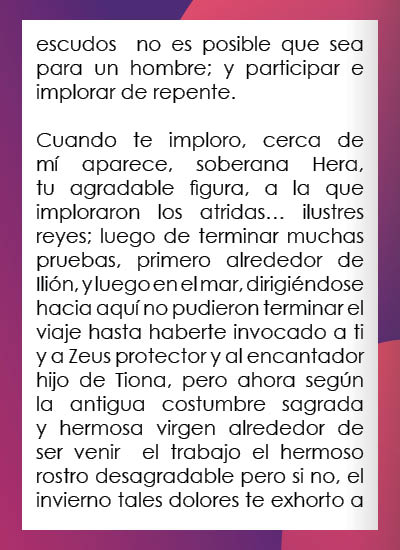 escudos no es posible que sea
para un hombre; y participar e
implorar de repente.
Cuando te imploro, cerca de
mí aparece, soberana Hera,
tu agradable figura, a la que
imploraron los atridas... ilustres
reyes; luego de terminar muchas
pruebas, primero alrededor de
Ilión, y luego en el mar, dirigiéndose
hacia aquí no pudieron terminar el
viaje hasta haberte invocado a ti
y a Zeus protector y al encantador
hijo de Tiona, pero ahora según
la antigua costumbre sagrada
y hermosa virgen alrededor de
ser venir el trabajo el hermoso
rostro desagradable pero si no, el
invierno tales dolores te exhorto a